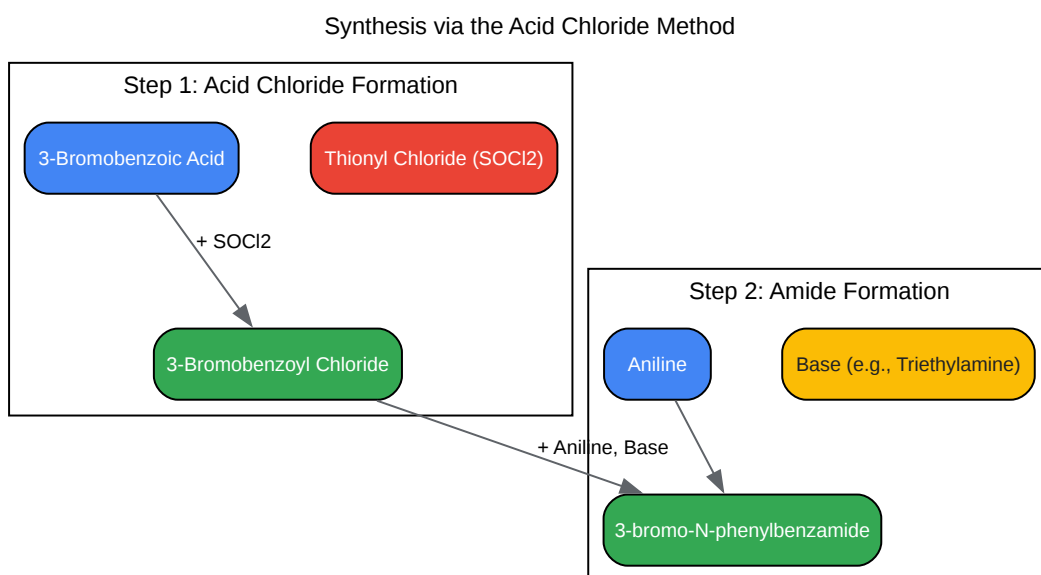 Synthesis via the Acid Chloride Method
Step 1: Acid Chloride Formation
3-Bromobenzoic Acid
Thionyl Chloride (SOCl2)
+ SOCl2
3-Bromobenzoyl Chloride
Step 2: Amide Formation
Aniline
Base (e.g., Triethylamine)
+ Aniline, Base
3-bromo-N-phenylbenzamide